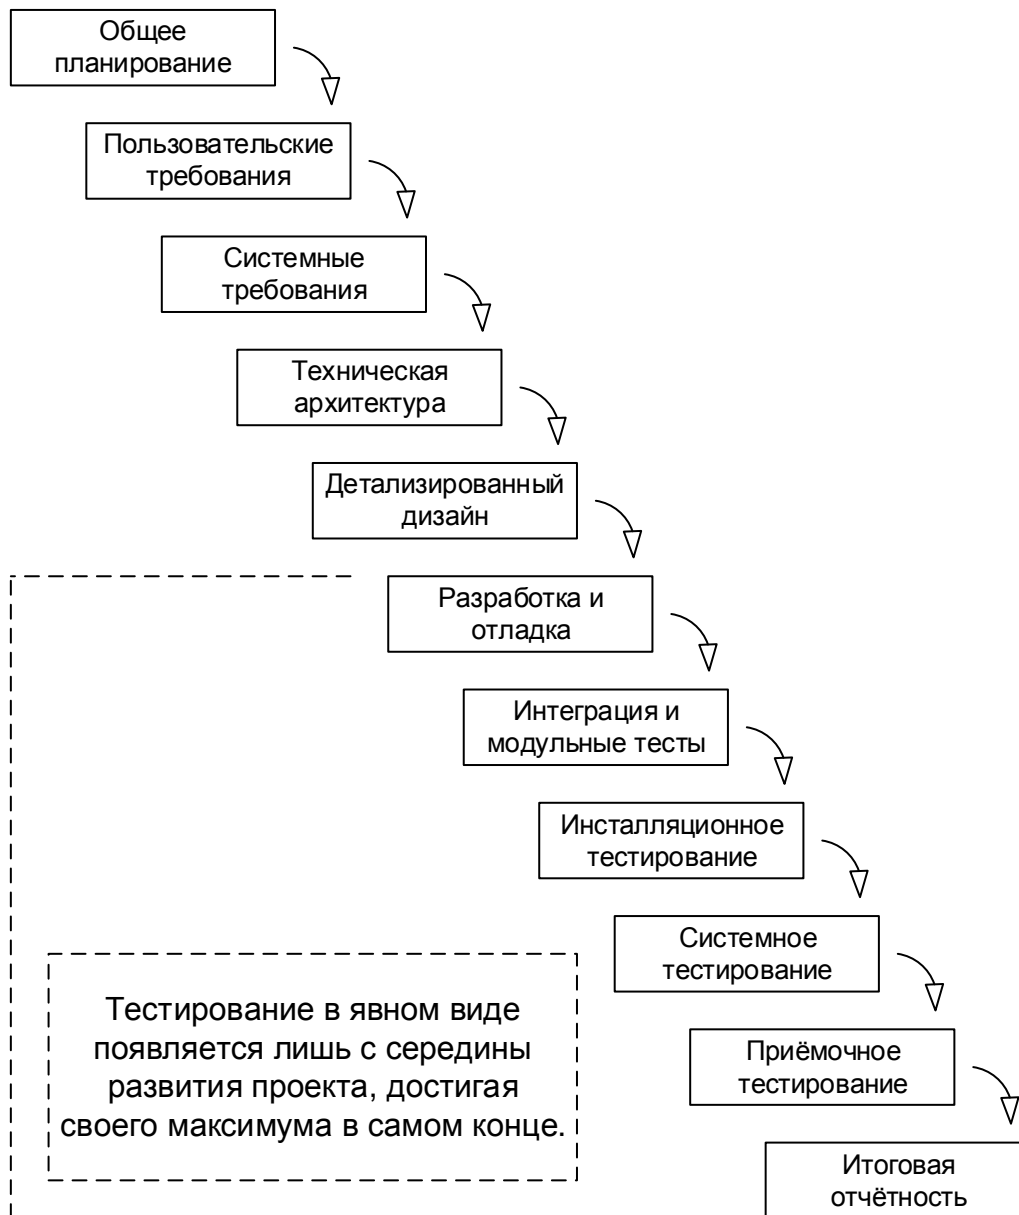 Общее
планирование
Пользовательские
требования
Системные
требования
Техническая
архитектура
Детализированный
дизайн
Разработка и
отладка
Интеграция и
модульные тесты
Инсталляционное
тестирование
Системное
тестирование
Тестирование в явном виде
появляется лишь с середины
развития проекта, достигая
своего максимума в самом конце.
Приёмочное
тестирование
Итоговая
отчётность